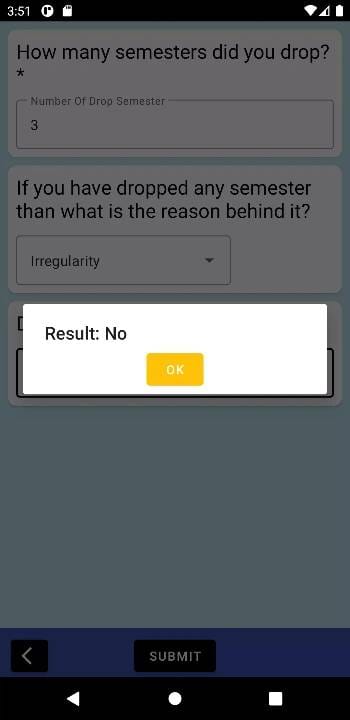 3:51
How many semesters did you drop?
*
Number Of Drop Semester
3
If you have dropped any semester
than what is the reason behind it?
Irregularity
Result: No
OK
SUBMIT